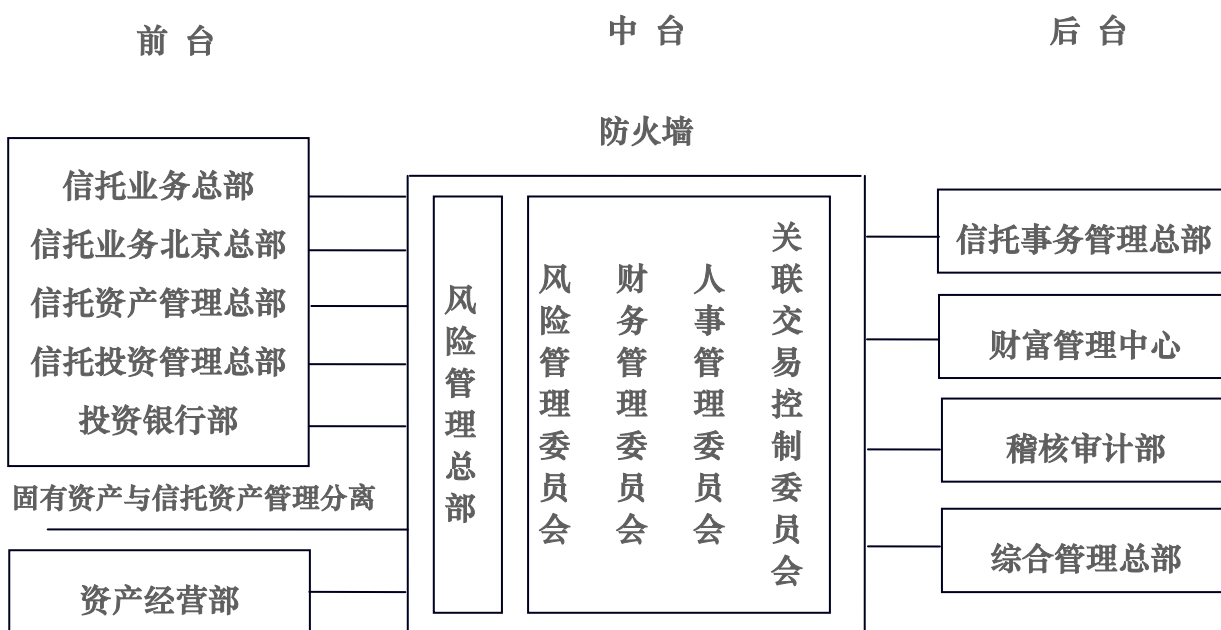 前 台
中 台
后 台
防火墙
信托业务总部
信托业务北京总部
信托资产管理总部
信托投资管理总部
投资银行部
固有资产与信托资产管理分离
资产经营部
风险管理总部
风险管理委员会
财务管理委员会
人事管理委员会
关联交易控制委员会
信托事务管理总部
财富管理中心
稽核审计部
综合管理总部